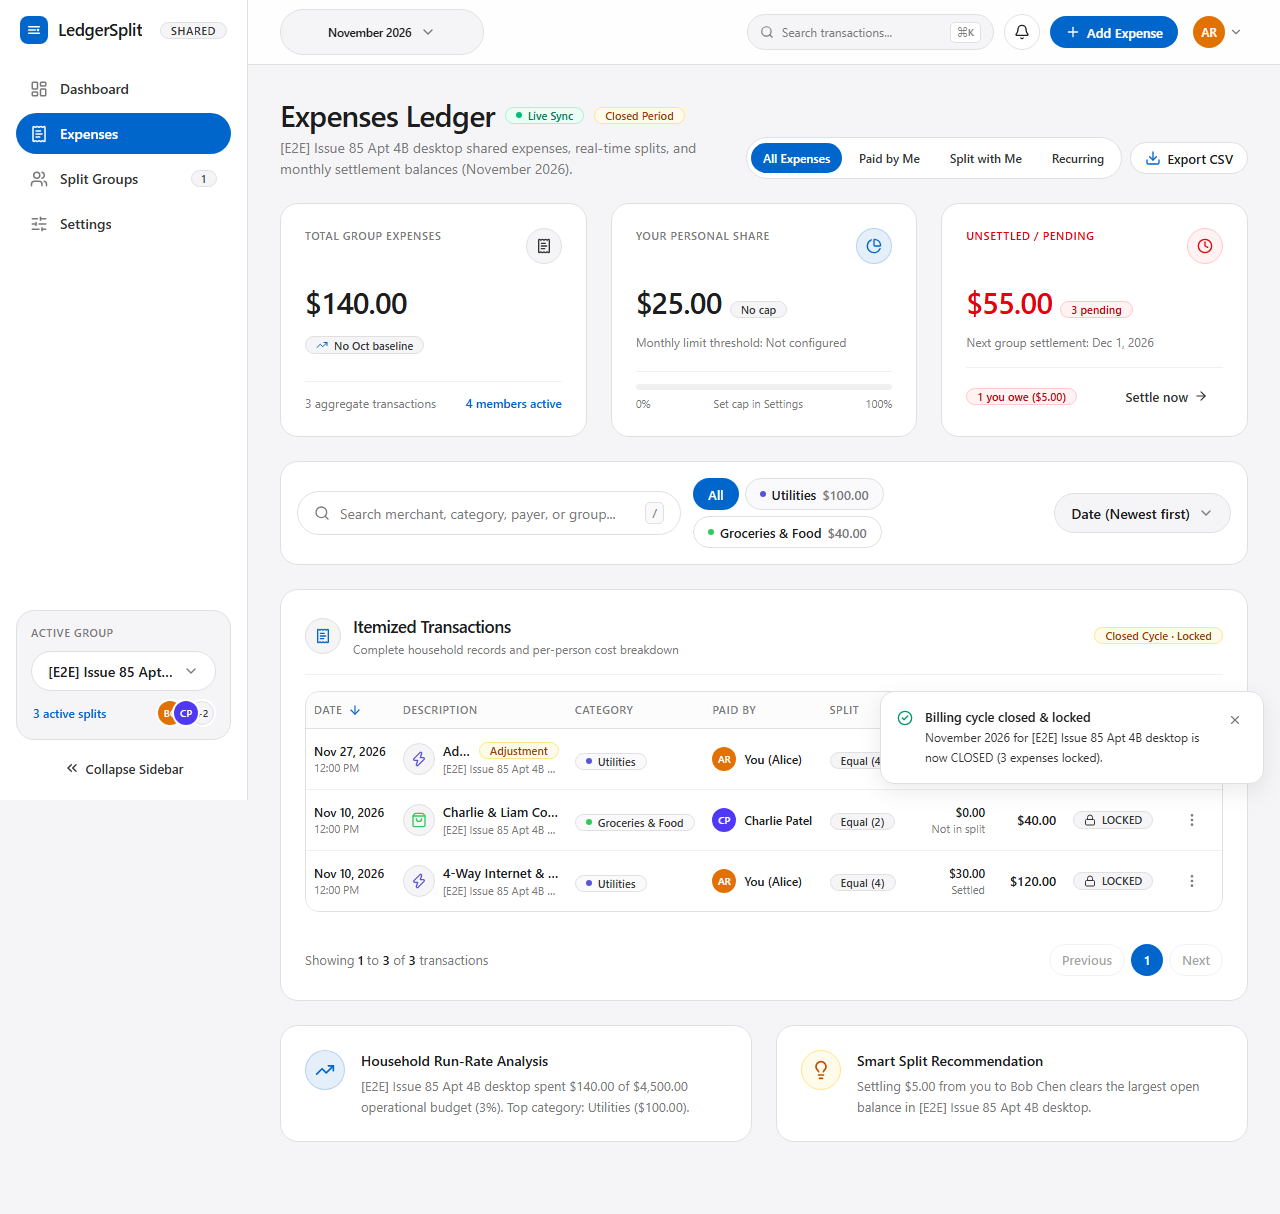 LedgerSplit SHARED
Dashboard
Expenses
Split Groups 1
Settings
ACTIVE GROUP
[E2E] Issue 85 Apt...
3 active splits CP -2
Collapse Sidebar
November 2026
Search transactions... ⌘K
Add Expense
AR
Expenses Ledger Live Sync Closed Period
[E2E] Issue 85 Apt 4B desktop shared expenses, real-time splits, and
monthly settlement balances (November 2026).
All Expenses Paid by Me Split with Me Recurring
Export CSV
TOTAL GROUP EXPENSES
$140.00
No Oct baseline
3 aggregate transactions 4 members active
YOUR PERSONAL SHARE
$25.00 No cap
Monthly limit threshold: Not configured
0% Set cap in Settings 100%
UNSETTLED / PENDING
$55.00 3 pending
Next group settlement: Dec 1, 2026
1 you owe ($5.00) Settle now
Search merchant, category, payer, or group... /
All Utilities $100.00
Groceries & Food $40.00
Date (Newest first)
Itemized Transactions
Complete household records and per-person cost breakdown
Closed Cycle · Locked
DATE DESCRIPTION CATEGORY PAID BY SPLIT
Nov 27, 2026 Ad... Adjustment Utilities AR You (Alice) Equal (4
12:00 PM [E2E] Issue 85 Apt 4B ...
Billing cycle closed & locked
November 2026 for [E2E] Issue 85 Apt 4B desktop is
now CLOSED (3 expenses locked).
Nov 10, 2026 Charlie & Liam Co... Groceries & Food CP Charlie Patel Equal (2) $0.00 $40.00 LOCKED
12:00 PM [E2E] Issue 85 Apt 4B ... Not in split
Nov 10, 2026 4-Way Internet & ... Utilities AR You (Alice) Equal (4) $30.00 $120.00 LOCKED
12:00 PM [E2E] Issue 85 Apt 4B ... Settled
Showing 1 to 3 of 3 transactions
Previous 1 Next
Household Run-Rate Analysis
[E2E] Issue 85 Apt 4B desktop spent $140.00 of $4,500.00
operational budget (3%). Top category: Utilities ($100.00).
Smart Split Recommendation
Settling $5.00 from you to Bob Chen clears the largest open
balance in [E2E] Issue 85 Apt 4B desktop.